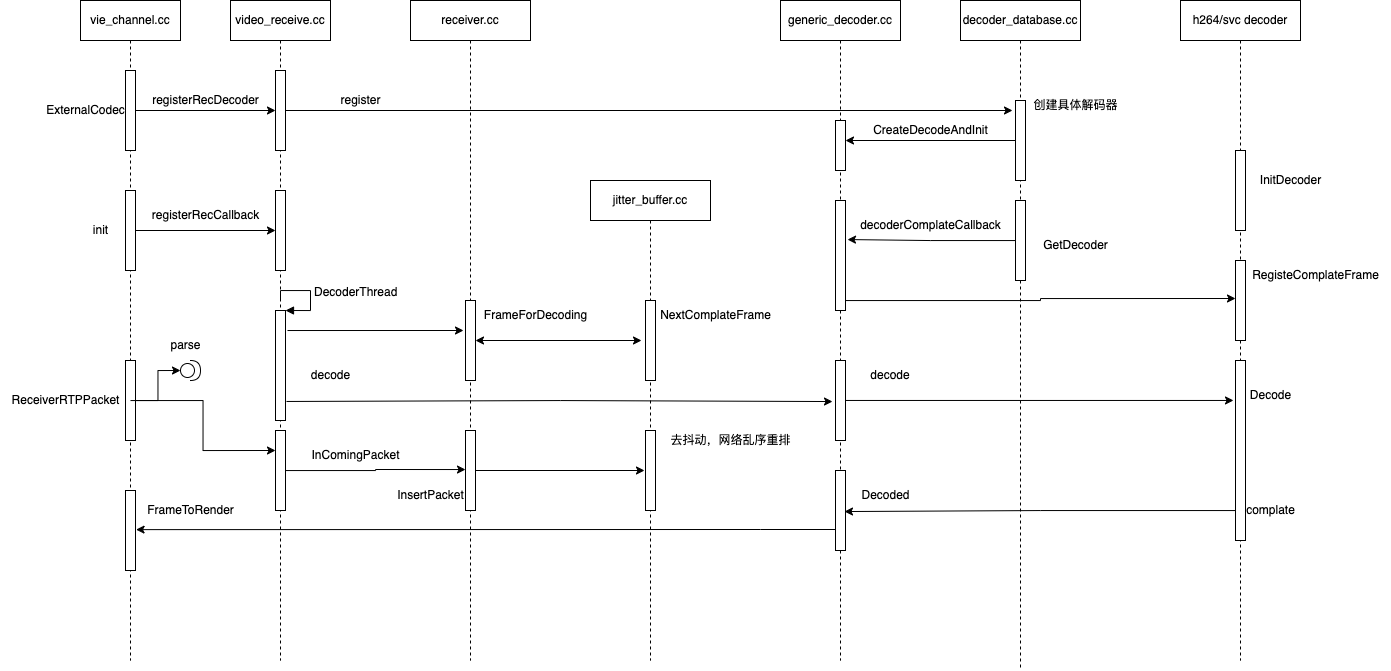 vie_channel.cc
video_receive.cc
receiver.cc
generic_decoder.cc
decoder_database.cc
h264/svc decoder
ExternalCodec
registerRecDecoder
register
创建具体解码器
CreateDecodeAndInit
InitDecoder
jitter_buffer.cc
init
registerRecCallback
decoderComplateCallback
GetDecoder
RegisteComplateFrame
DecoderThread
FrameForDecoding
NextComplateFrame
parse
decode
decode
ReceiverRTPPacket
Decode
去抖动，网络乱序重排
InComingPacket
InsertPacket
Decoded
FrameToRender
complate